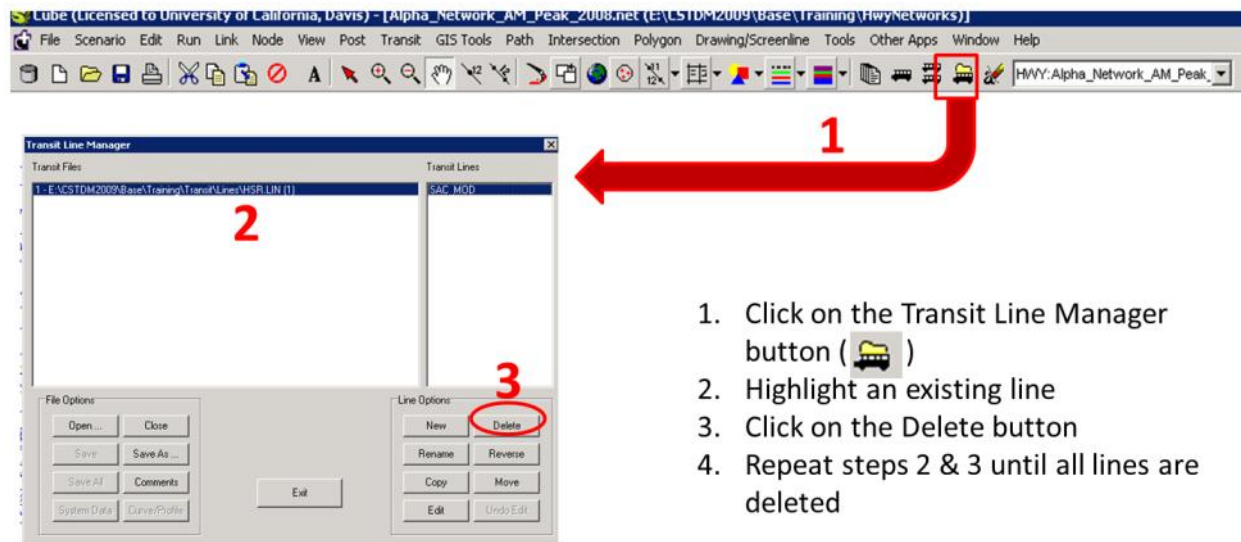 Cube (Licensed to University of California, Davis) - [Alpha_Network_AM_Peak_2008.net (E:\CSTDM2009\Base\Training\HwyNetworks)]
File Scenario Edit Run Link Node View Post Transit GIS Tools Path Intersection Polygon Drawing/Screenline Tools Other Apps Window Help
A HWY:Alpha_Network_AM_Peak_
1
Transit Line Manager
Transit Files Transit Lines
1 - E:\CSTDM2009\Base\Training\Transit\Lines\HSR.LIN (1) SAC_MOD
2
3
File Options Line Options
Open ... Close New Delete
Save Save As ... Rename Reverse
Save All Comments Exit Copy Move
System Data Curve/Profile Edit Undo Edit
1. Click on the Transit Line Manager
button ( )
2. Highlight an existing line
3. Click on the Delete button
4. Repeat steps 2 & 3 until all lines are
deleted